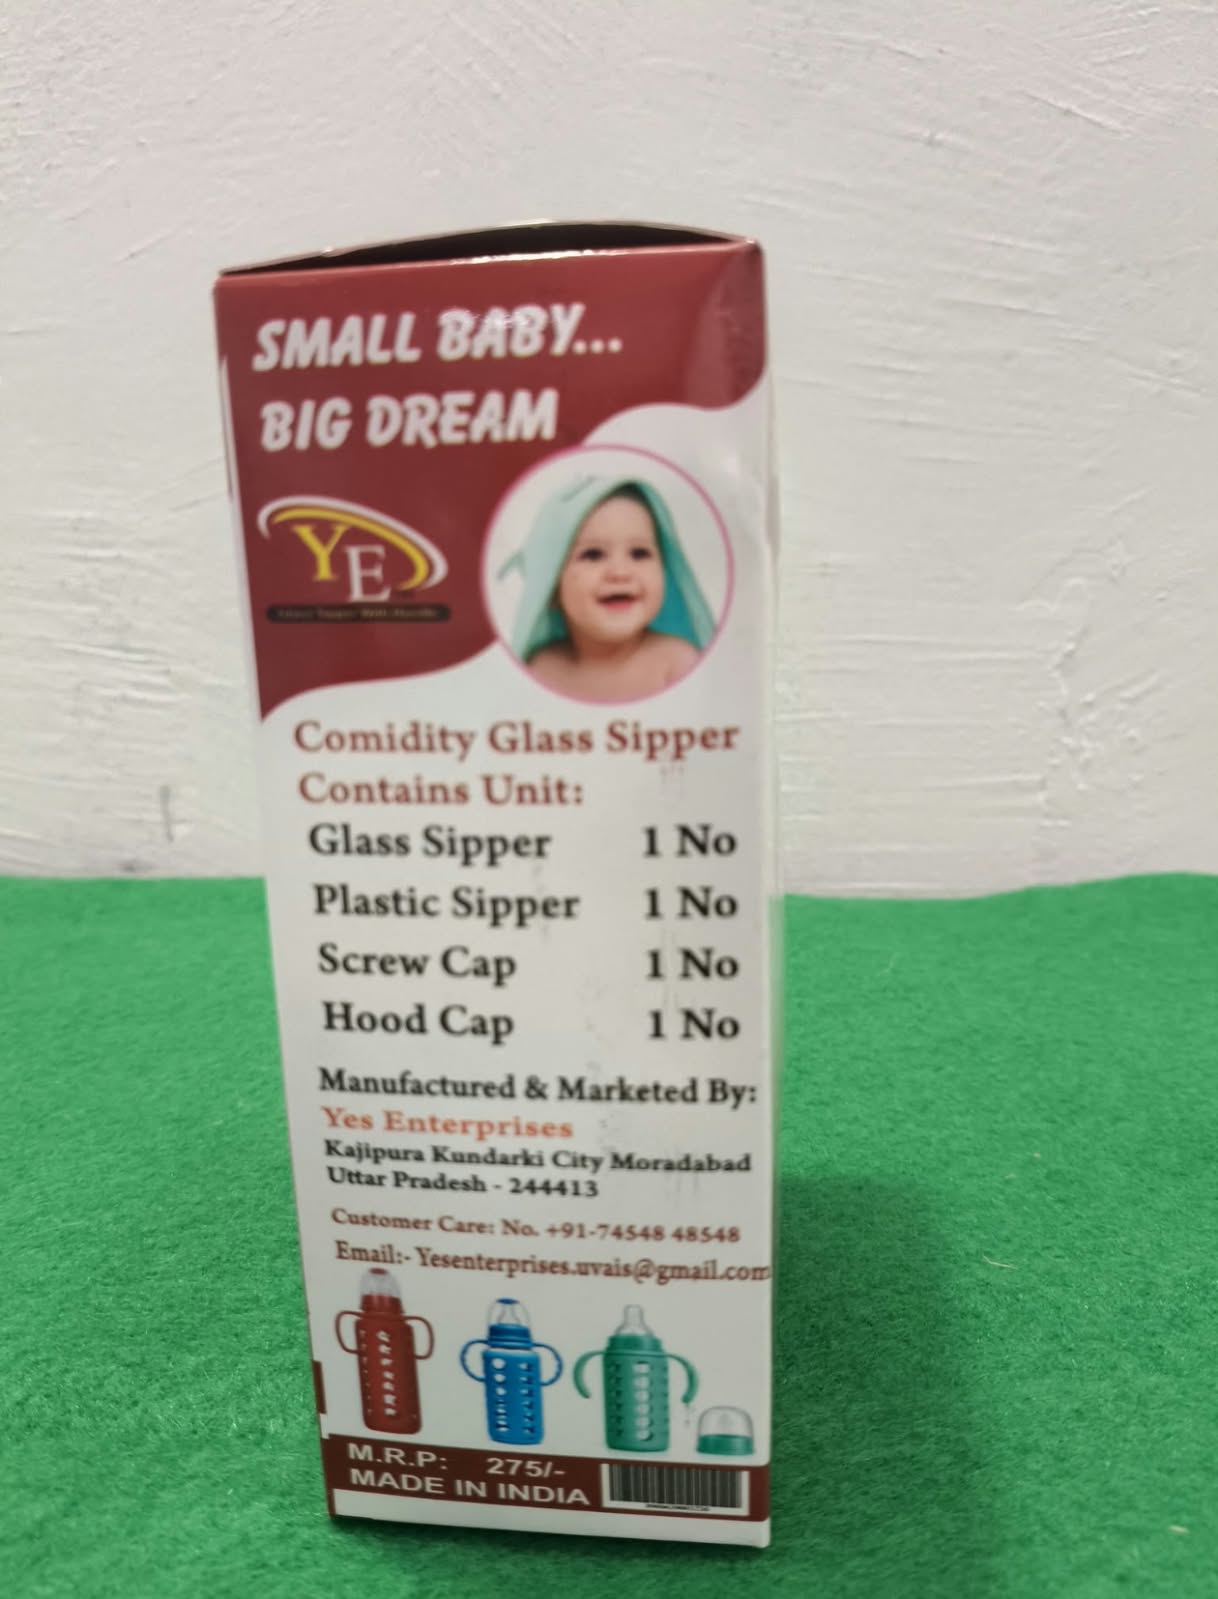 SMALL BABY...
BIG DREAM
YE
Comidity Glass Sipper
Contains Unit:
Glass Sipper 1 No
Plastic Sipper 1 No
Screw Cap 1 No
Hood Cap 1 No
Manufactured & Marketed By:
Yes Enterprises
Kajipura Kundarki City Moradabad
Uttar Pradesh - 244413
Customer Care: No. +91-74548 48548
Email:- Yesenterprises.uvais@gmail.com
M.R.P: 275/-
MADE IN INDIA